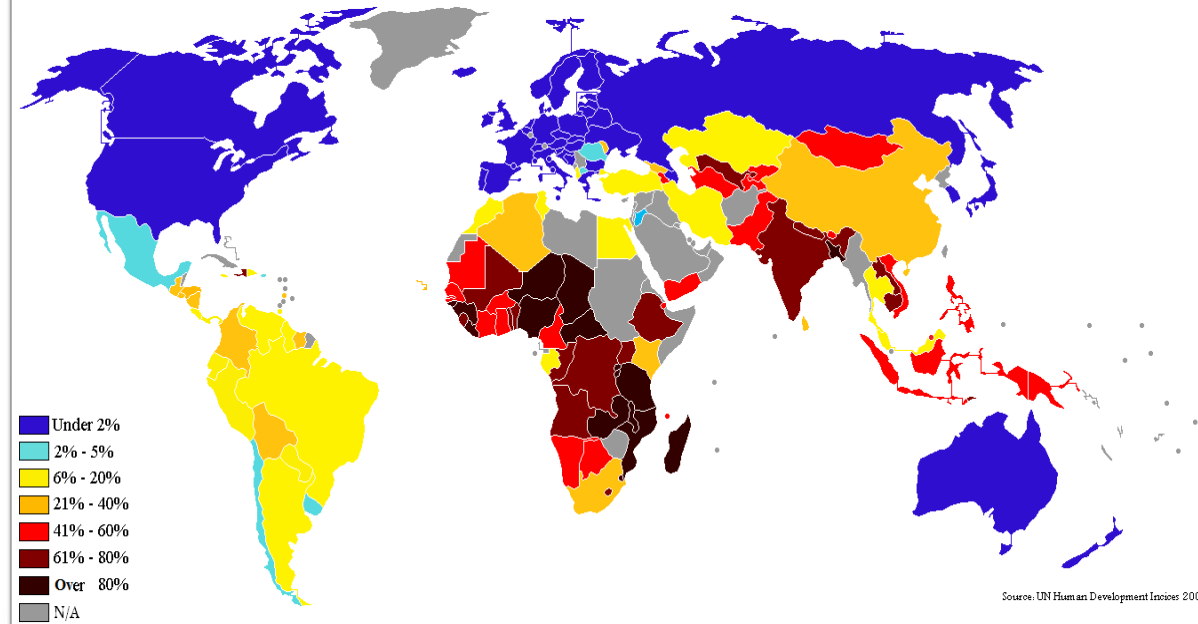 Under 2%
2% - 5%
6% - 20%
21% - 40%
41% - 60%
61% - 80%
Over 80%
N/A
Source: UN Human Development Indices 200